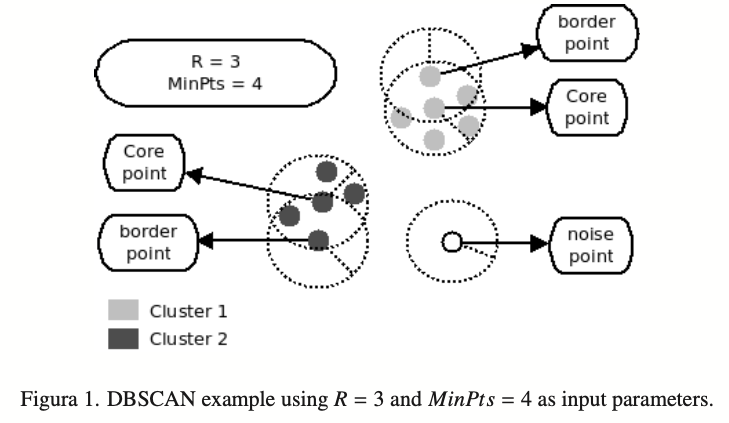 R = 3
MinPts = 4
border
point
Core
point
Core
point
border
point
noise
point
Cluster 1
Cluster 2
Figura 1. DBSCAN example using R = 3 and MinPts = 4 as input parameters.